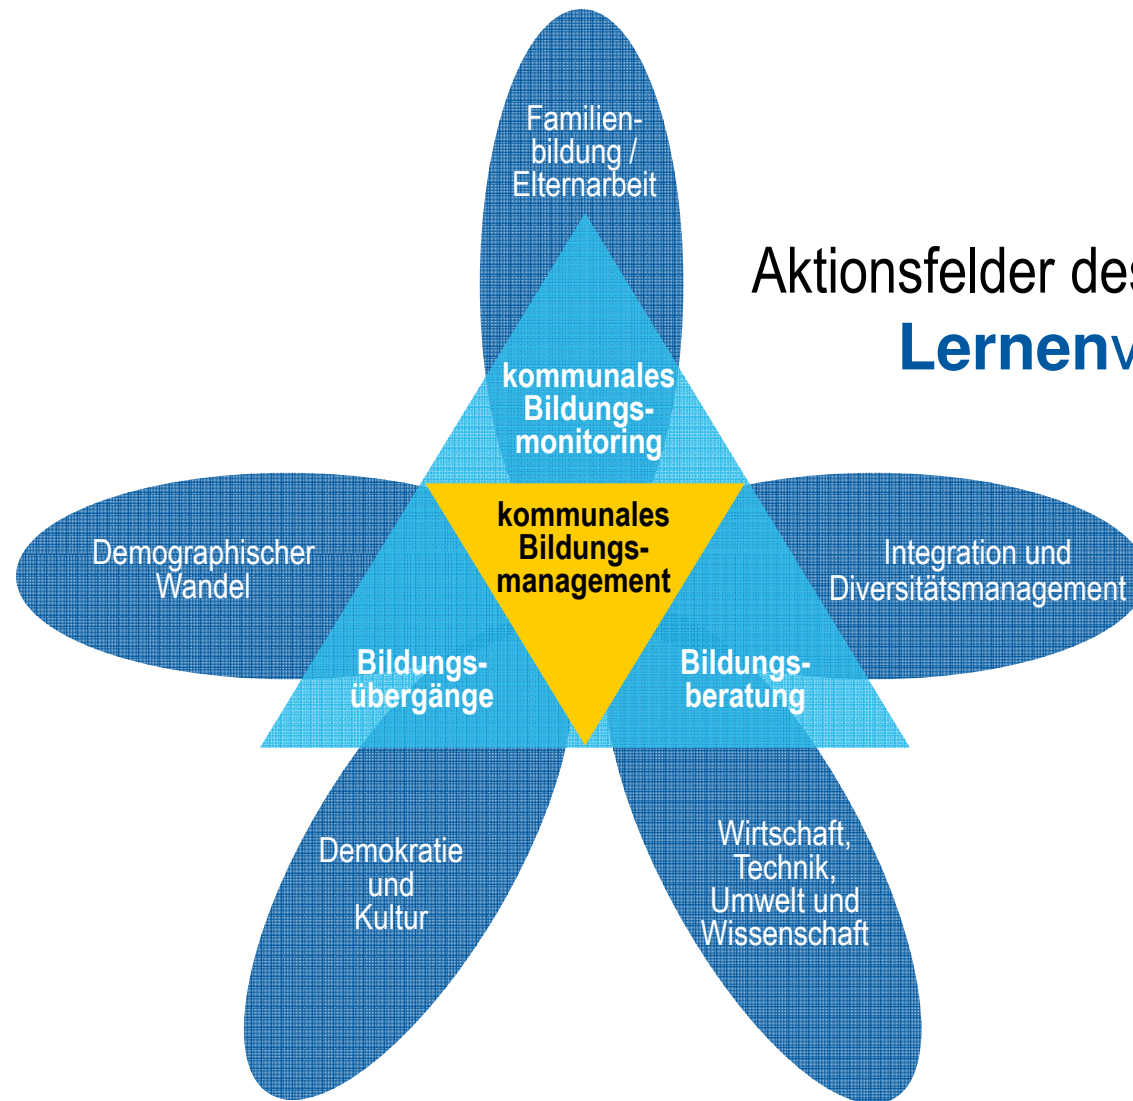 Familien-
bildung /
Elternarbeit
Aktionsfelder des
Lernenv
kommunales
Bildungs-
monitoring
kommunales
Bildungs-
management
Demographischer
Wandel
Integration und
Diversitätsmanagement
Bildungs-
übergänge
Bildungs-
beratung
Demokratie
und
Kultur
Wirtschaft,
Technik,
Umwelt und
Wissenschaft